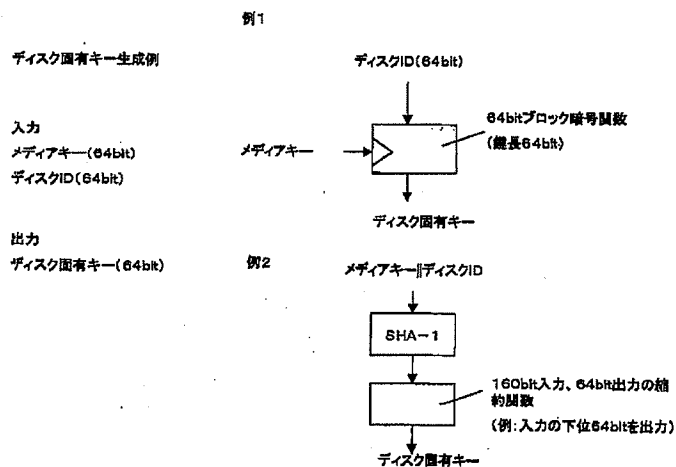 例1
ディスク固有キー生成例
ディスクID(64bit)
入力
メディアキー(64bit)
ディスクID(64bit)
メディアキー
64bitブロック暗号関数
(鍵長64bit)
ディスク固有キー
出力
ディスク固有キー(64bit)
例2
メディアキー||ディスクID
SHA-1
160bit入力、64bit出力の縮
約関数
(例:入力の下位64bitを出力)
ディスク固有キー